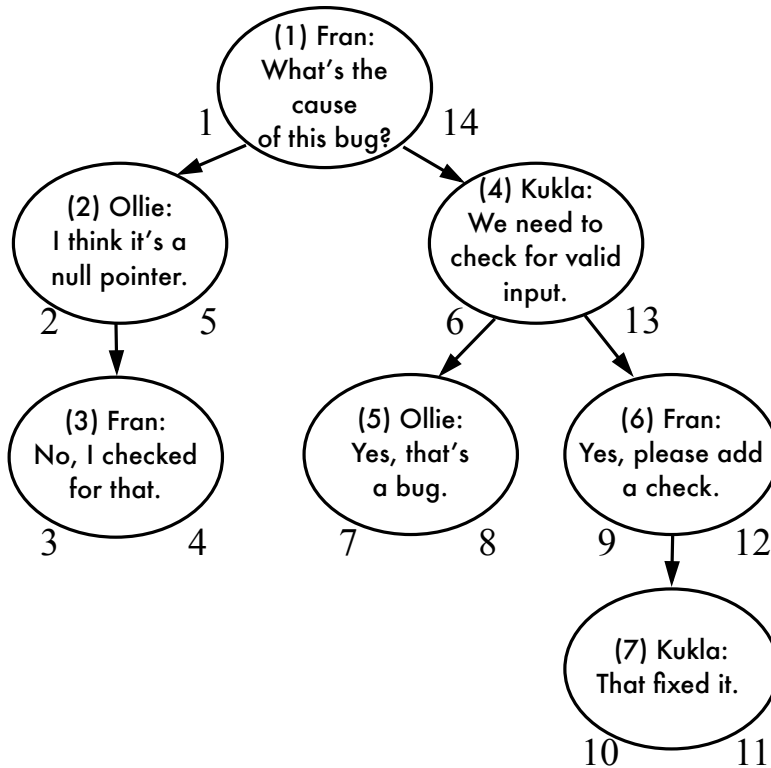 (1) Fran:
What's the
cause
of this bug?
1
14
(2) Ollie:
I think it's a
null pointer.
2
5
(4) Kukla:
We need to
check for valid
input.
6
13
(3) Fran:
No, I checked
for that.
3
4
(5) Ollie:
Yes, that's
a bug.
7
8
(6) Fran:
Yes, please add
a check.
9
12
(7) Kukla:
That fixed it.
10
11